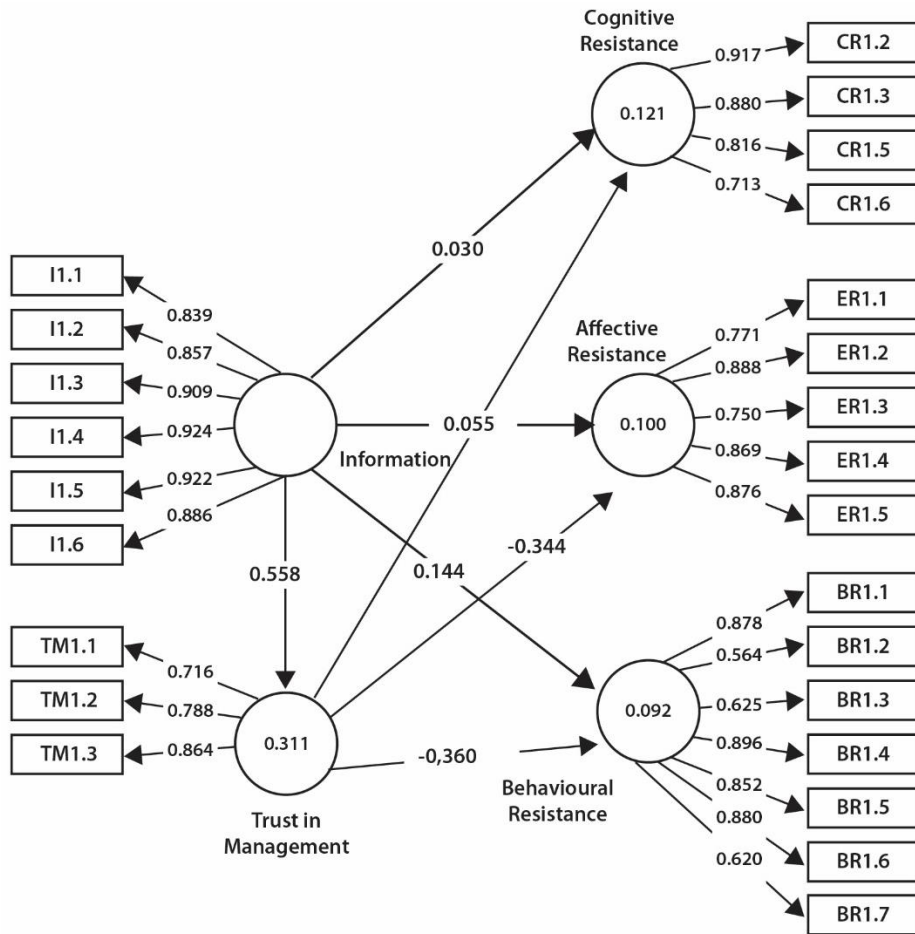 Cognitive
Resistance
0.121
0.917
0.880
0.816
0.713
CR1.2
CR1.3
CR1.5
CR1.6
0.030
I1.1
I1.2
I1.3
I1.4
I1.5
I1.6
0.839
0.857
0.909
0.924
0.922
0.886
Information
0.055
Affective
Resistance
0.100
0.771
0.888
0.750
0.869
0.876
ER1.1
ER1.2
ER1.3
ER1.4
ER1.5
0.558
0.144
-0.344
TM1.1
TM1.2
TM1.3
0.716
0.788
0.864
0.311
Trust in
Management
-0,360
Behavioural
Resistance
0.092
0.878
0.564
0.625
0.896
0.852
0.880
0.620
BR1.1
BR1.2
BR1.3
BR1.4
BR1.5
BR1.6
BR1.7